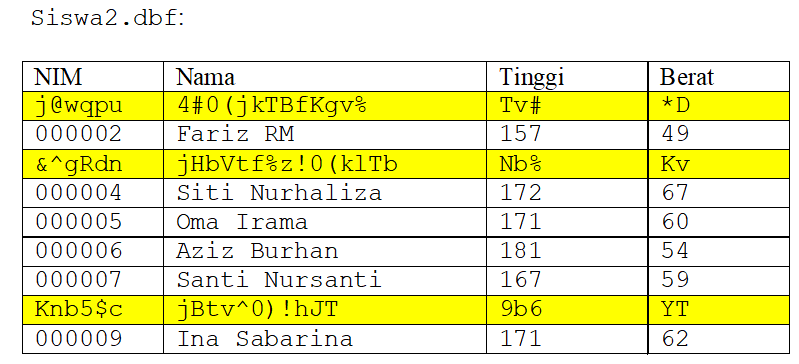 Siswa2.dbf:
NIM Nama Tinggi Berat
j@wqpu 4#0(jkTBfKgv% Tv# *D
000002 Fariz RM 157 49
&^gRdn jHbVtf%z!0(klTb Nb% Kv
000004 Siti Nurhaliza 172 67
000005 Oma Irama 171 60
000006 Aziz Burhan 181 54
000007 Santi Nursanti 167 59
Knb5$c jBtv^0)!hJT 9b6 YT
000009 Ina Sabarina 171 62